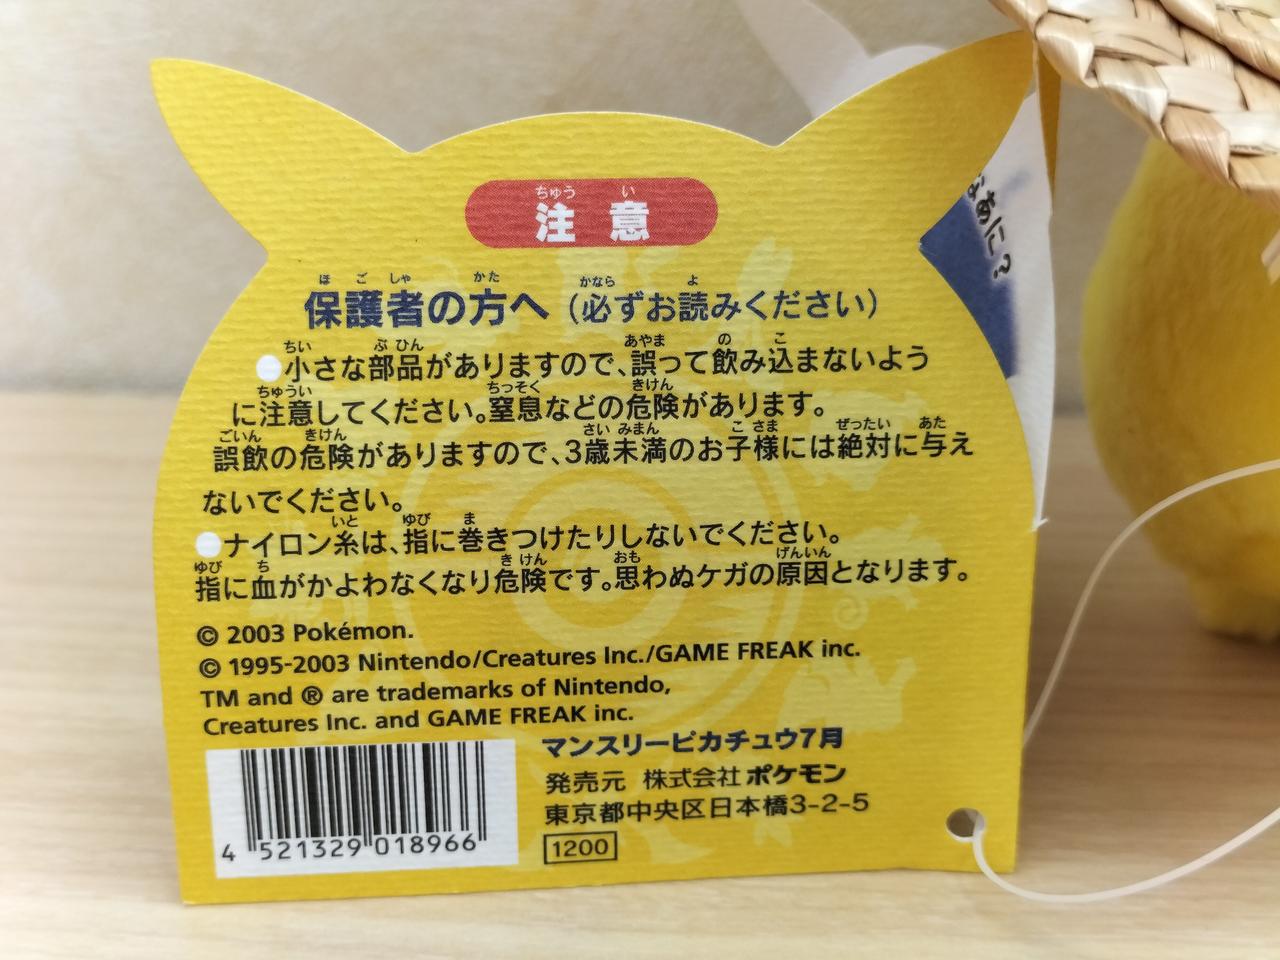 注意
保護者の方へ（必ずお読みください）
●小さな部品がありますので、誤って飲み込まないよう
に注意してください。窒息などの危険があります。
誤飲の危険がありますので、3歳未満のお子様には絶対に与え
ないでください。
●ナイロン糸は、指に巻きつけたりしないでください。
指に血がかよわなくなり危険です。思わぬケガの原因となります。
© 2003 Pokémon.
© 1995-2003 Nintendo/Creatures Inc./GAME FREAK inc.
TM and ® are trademarks of Nintendo,
Creatures Inc. and GAME FREAK inc.
マンスリーピカチュウ7月
発売元 株式会社ポケモン
東京都中央区日本橋3-2-5
1200
4 521329 018966
なあに？